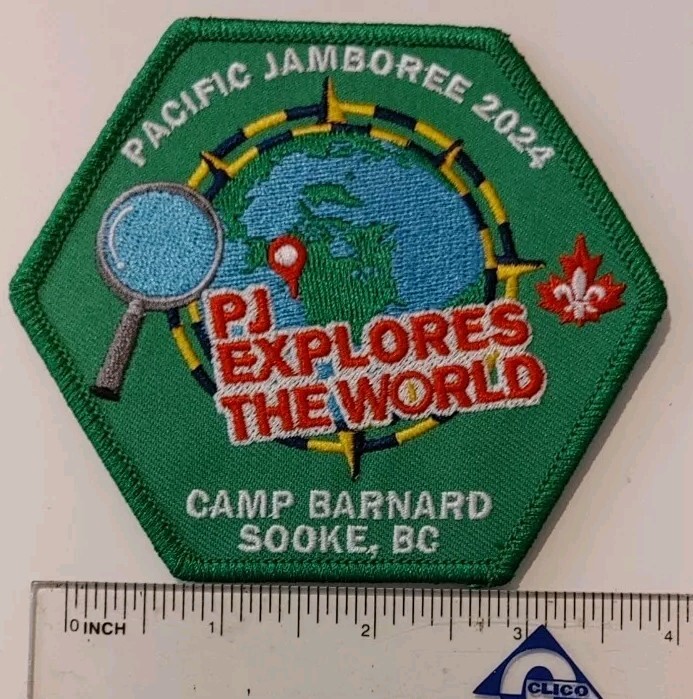 PACIFIC JAMBOREE 2024
PJ
EXPLORES
THE WORLD
CAMP BARNARD
SOOKE, BC
0 INCH 1 2 3 4
CLICO